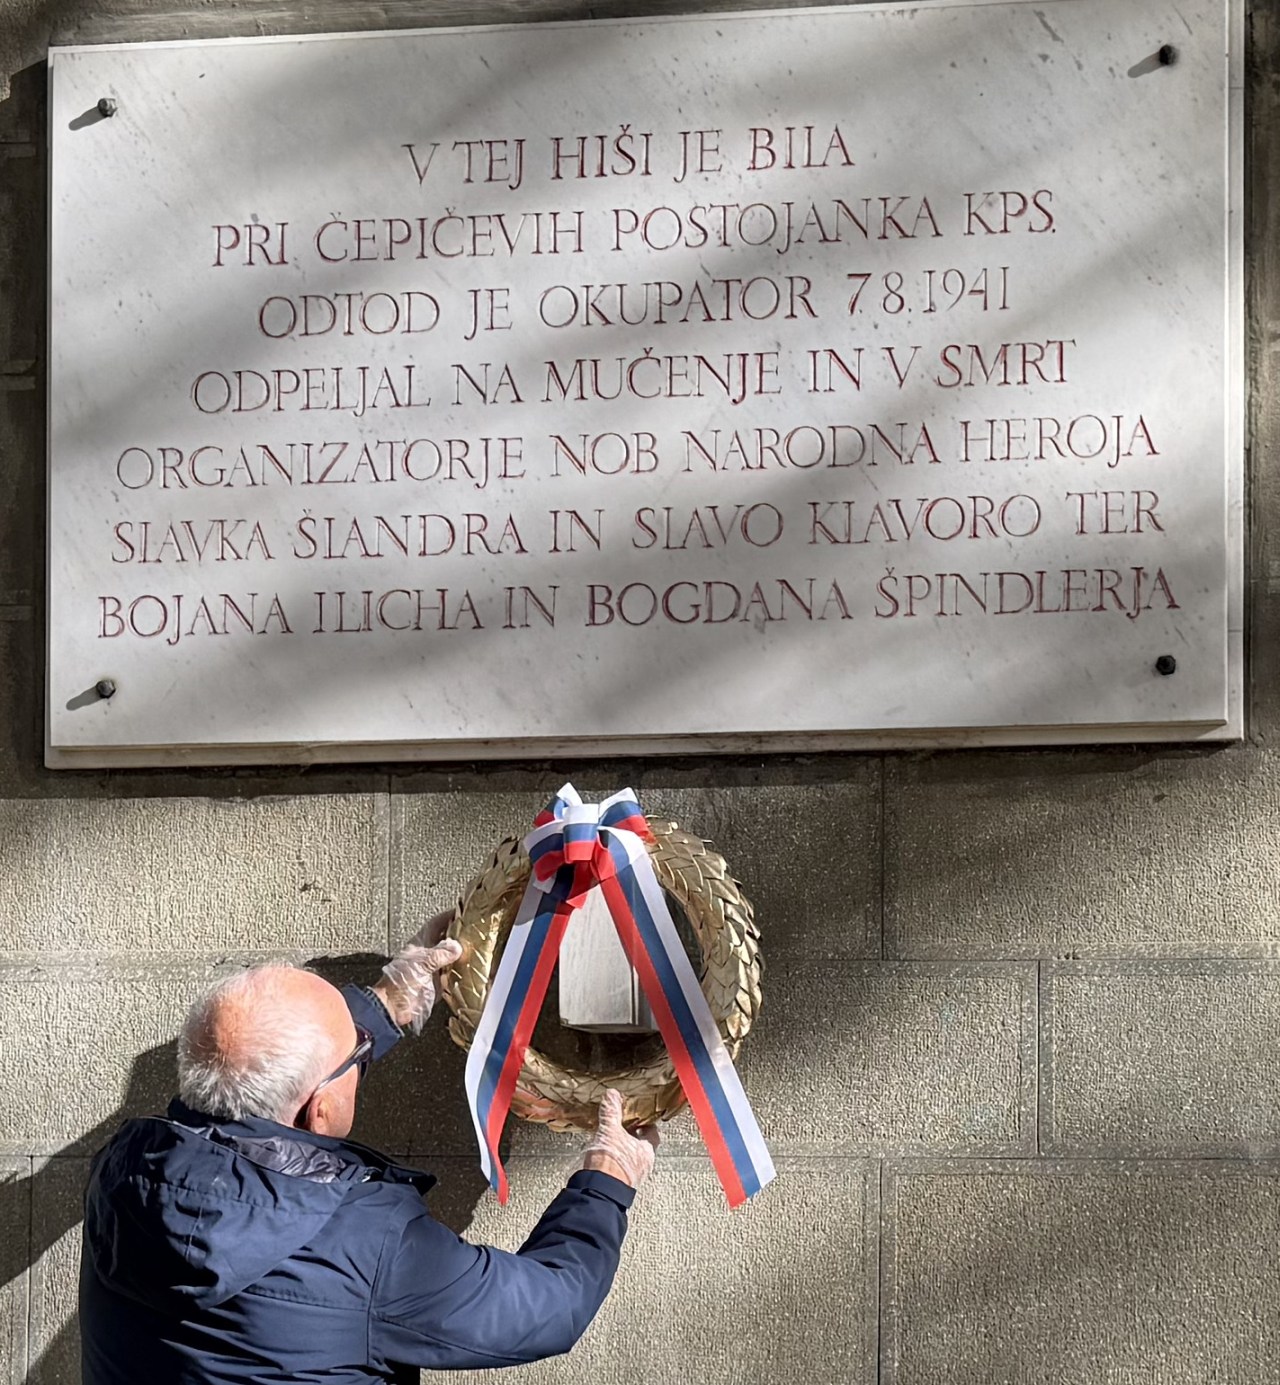 V TEJ HIŠI JE BILA
PRI ČEPIČEVIH POSTOJANKA KPS.
ODTOD JE OKUPATOR 7.8.1941
ODPELJAL NA MUČENJE IN V SMRT
ORGANIZATORJE NOB NARODNA HEROJA
SLAVKA ŠLANDRA IN SLAVO KLAVORO TER
BOJANA ILICHA IN BOGDANA ŠPINDLERJA